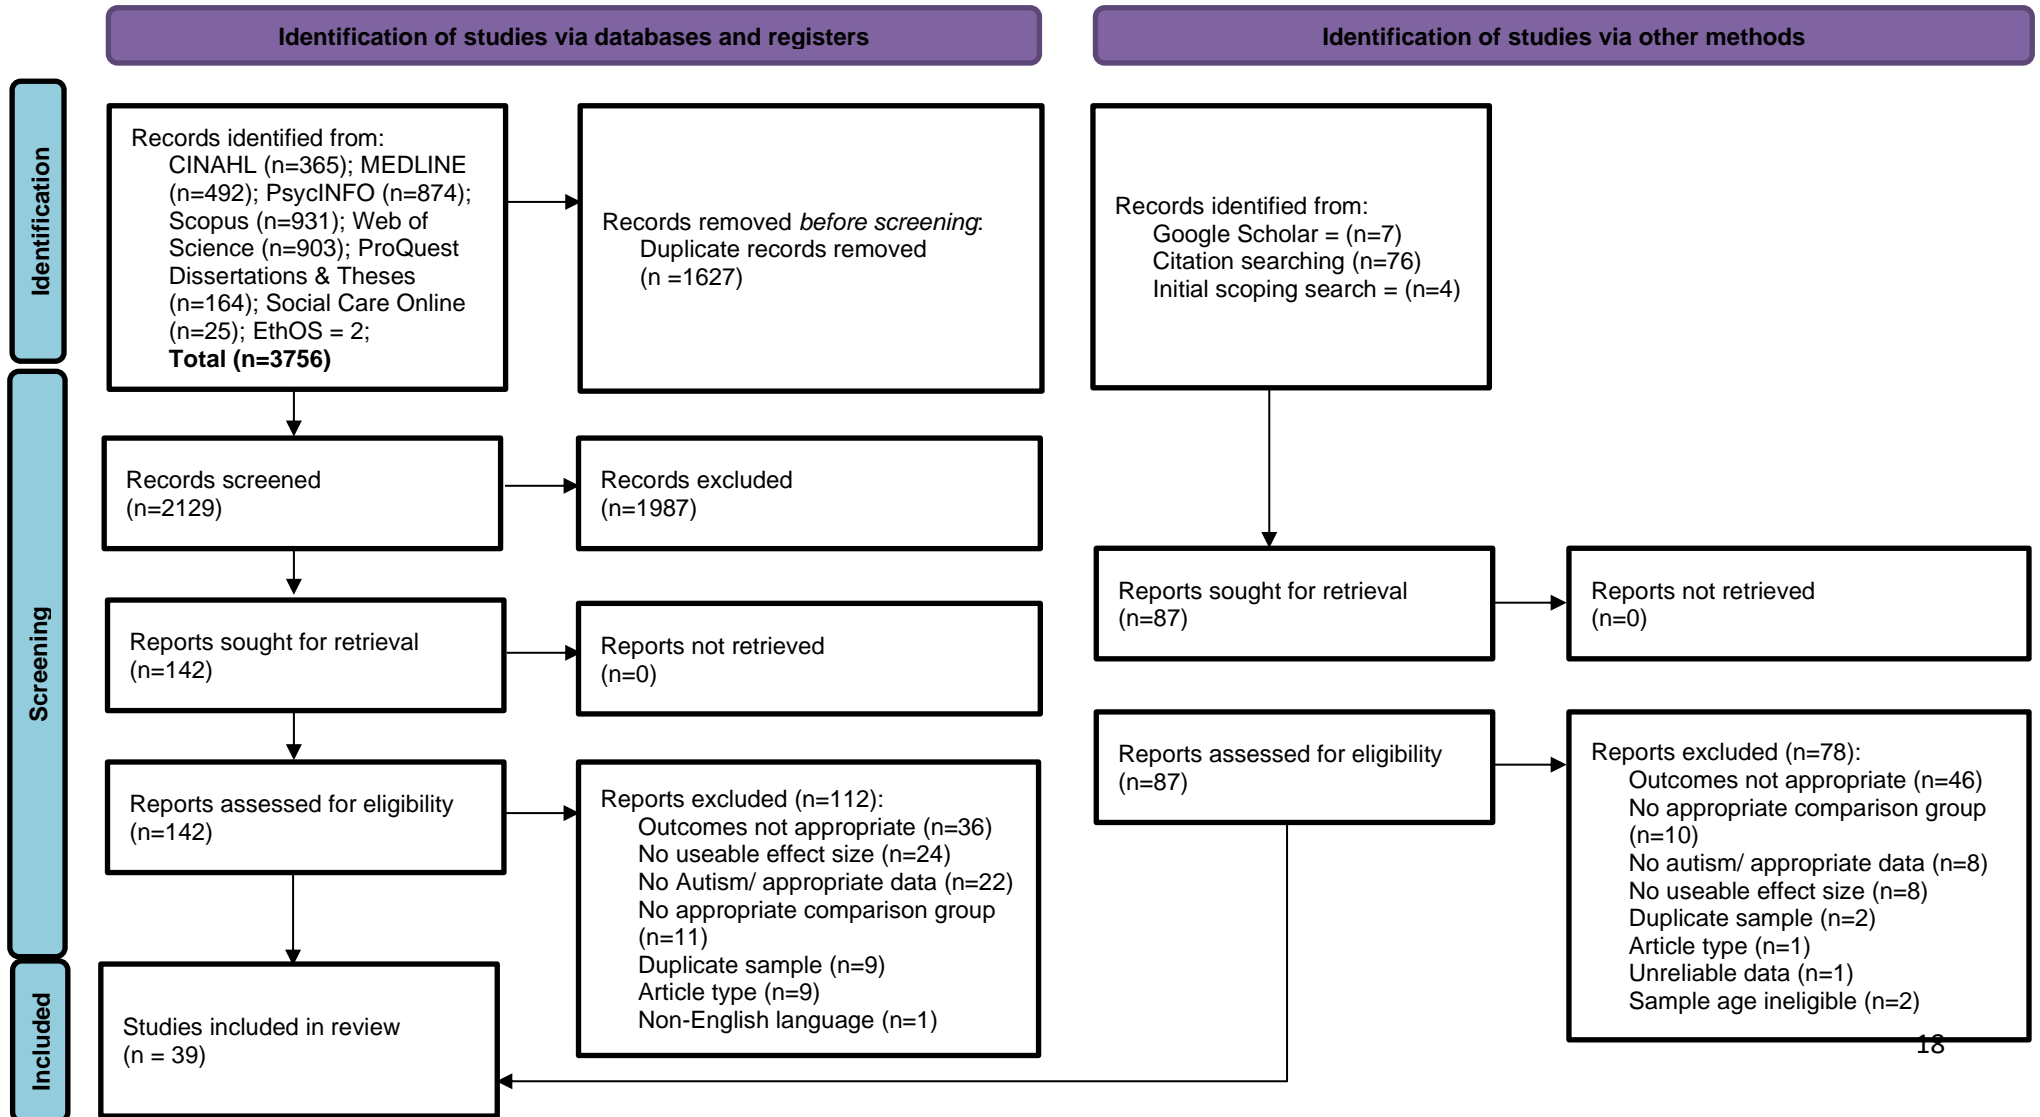 Identification of studies via databases and registers
Identification of studies via other methods
Identification
Records identified from:
CINAHL (n=365); MEDLINE
(n=492); PsycINFO (n=874);
Scopus (n=931); Web of
Science (n=903); ProQuest
Dissertations & Theses
(n=164); Social Care Online
(n=25); EthOS = 2;
Total (n=3756)
Records removed before screening:
Duplicate records removed
(n =1627)
Records identified from:
Google Scholar = (n=7)
Citation searching (n=76)
Initial scoping search = (n=4)
Screening
Records screened
(n=2129)
Records excluded
(n=1987)
Reports sought for retrieval
(n=142)
Reports not retrieved
(n=0)
Reports sought for retrieval
(n=87)
Reports not retrieved
(n=0)
Reports assessed for eligibility
(n=142)
Reports excluded (n=112):
Outcomes not appropriate (n=36)
No useable effect size (n=24)
No Autism/ appropriate data (n=22)
No appropriate comparison group
(n=11)
Duplicate sample (n=9)
Article type (n=9)
Non-English language (n=1)
Reports assessed for eligibility
(n=87)
Reports excluded (n=78):
Outcomes not appropriate (n=46)
No appropriate comparison group
(n=10)
No autism/ appropriate data (n=8)
No useable effect size (n=8)
Duplicate sample (n=2)
Article type (n=1)
Unreliable data (n=1)
Sample age ineligible (n=2)
Included
Studies included in review
(n = 39)
18